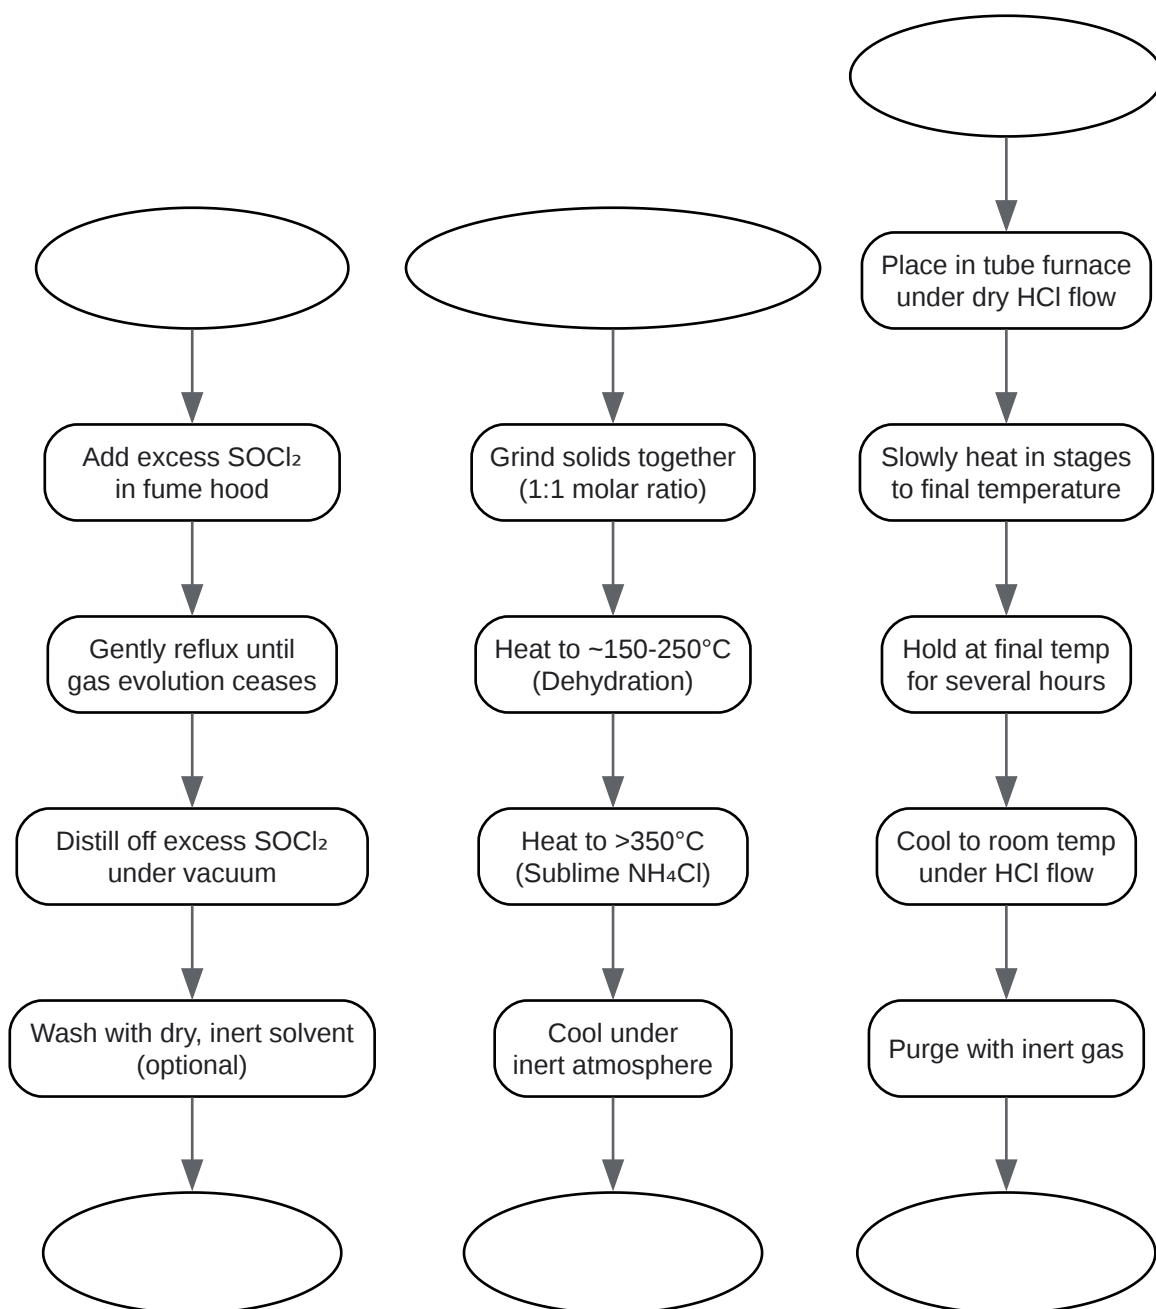 Add excess SOCl₂
in fume hood
Gently reflux until
gas evolution ceases
Distill off excess SOCl₂
under vacuum
Wash with dry, inert solvent
(optional)
Grind solids together
(1:1 molar ratio)
Heat to ~150-250°C
(Dehydration)
Heat to >350°C
(Sublime NH₄Cl)
Cool under
inert atmosphere
Place in tube furnace
under dry HCl flow
Slowly heat in stages
to final temperature
Hold at final temp
for several hours
Cool to room temp
under HCl flow
Purge with inert gas